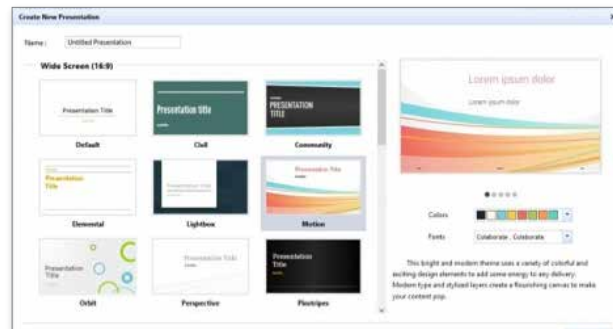 Create New Presentation
Name :
Untitled Presentation
Wide Screen (16:9)
Presentation Title
Default
Presentation title
Civil
PRESENTATION
TITLE
Community
Presentation
Title
Elemental
Presentation Title
Lightbox
Presentation Title
Motion
Presentation
Title
Orbit
Presentation Title
Perspective
Presentation
Title
Pinstripes
Lorem ipsum dolor
Lorem ipsum dolor
Colors
Fonts
Colaborate , Colaborate
This bright and modern theme uses a variety of colorful and
exciting design elements to add some energy to any delivery.
Modern type and stylized layers create a flourishing canvas to make
your content pop.